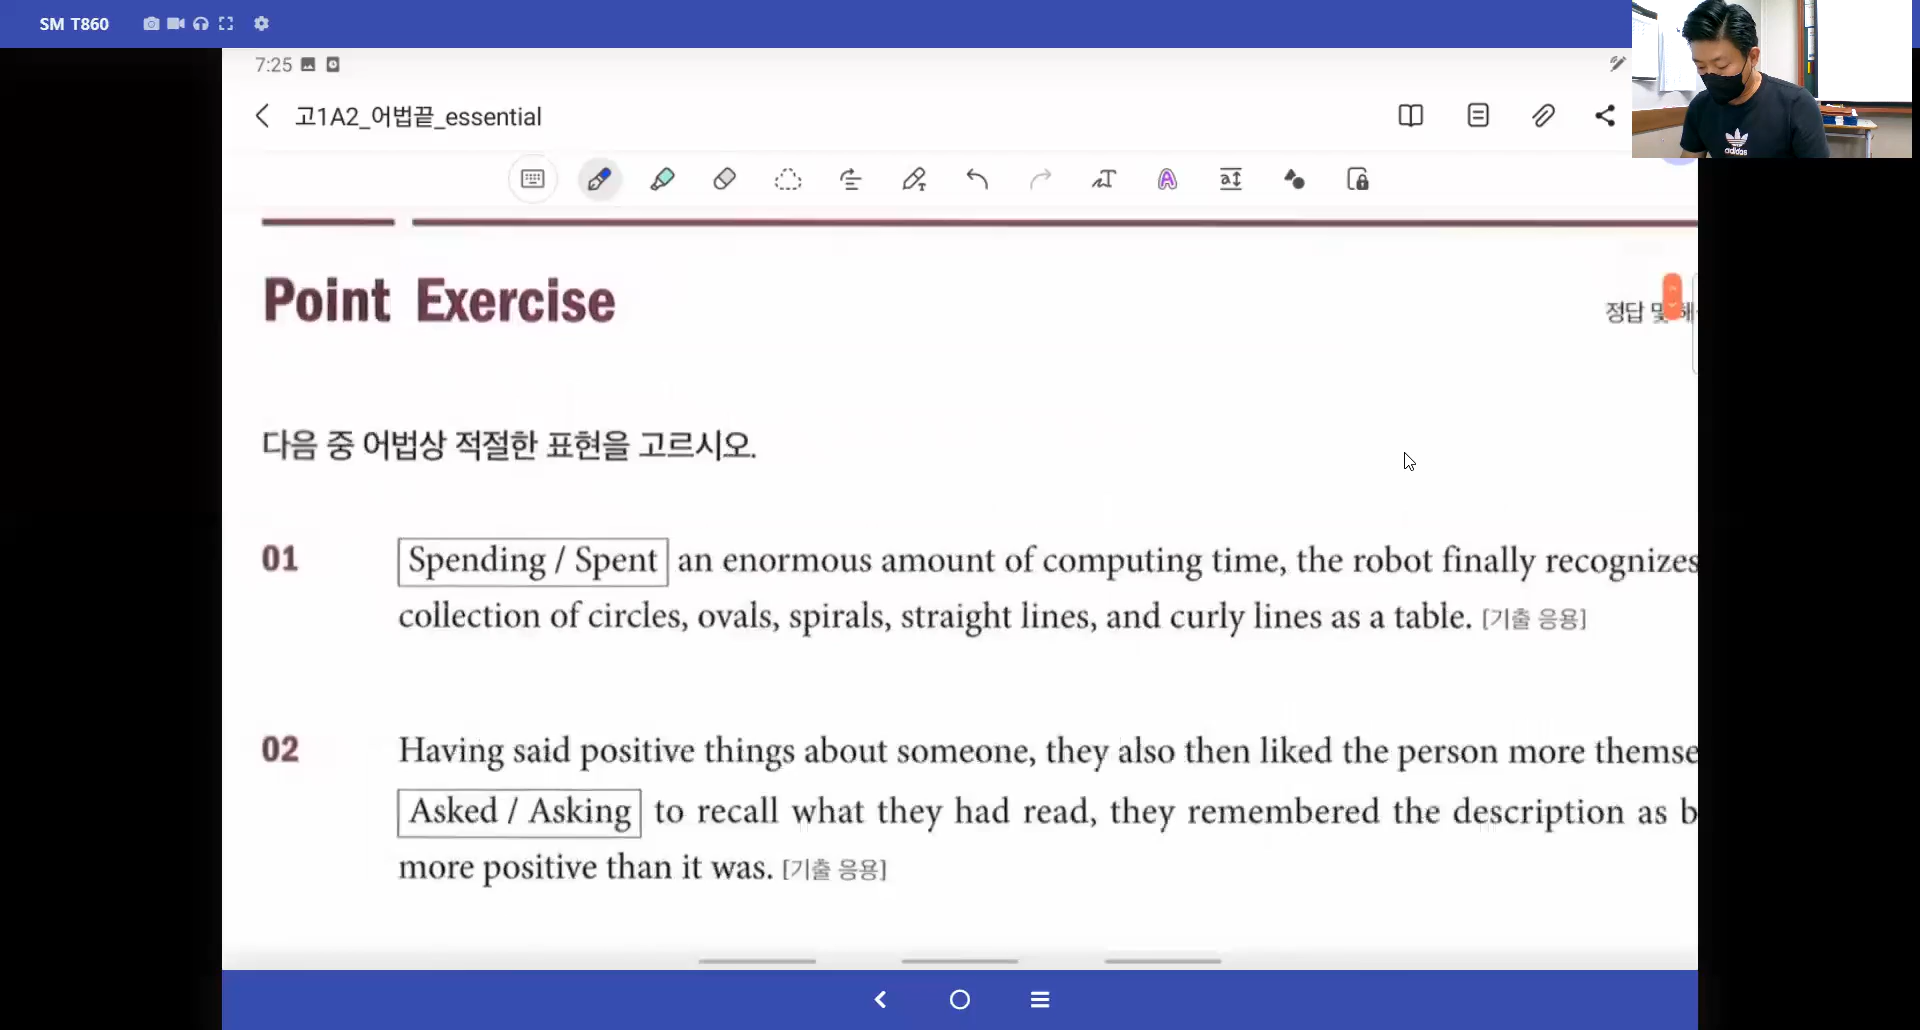 SM T860
7:25
고1A2_어법끝_essential
Point Exercise
정답 및
다음 중 어법상 적절한 표현을 고르시오.
01 Spending / Spent an enormous amount of computing time, the robot finally recognizes
collection of circles, ovals, spirals, straight lines, and curly lines as a table. [기출 응용]
02 Having said positive things about someone, they also then liked the person more themse
Asked / Asking to recall what they had read, they remembered the description as b
more positive than it was. [기출 응용]
adidas